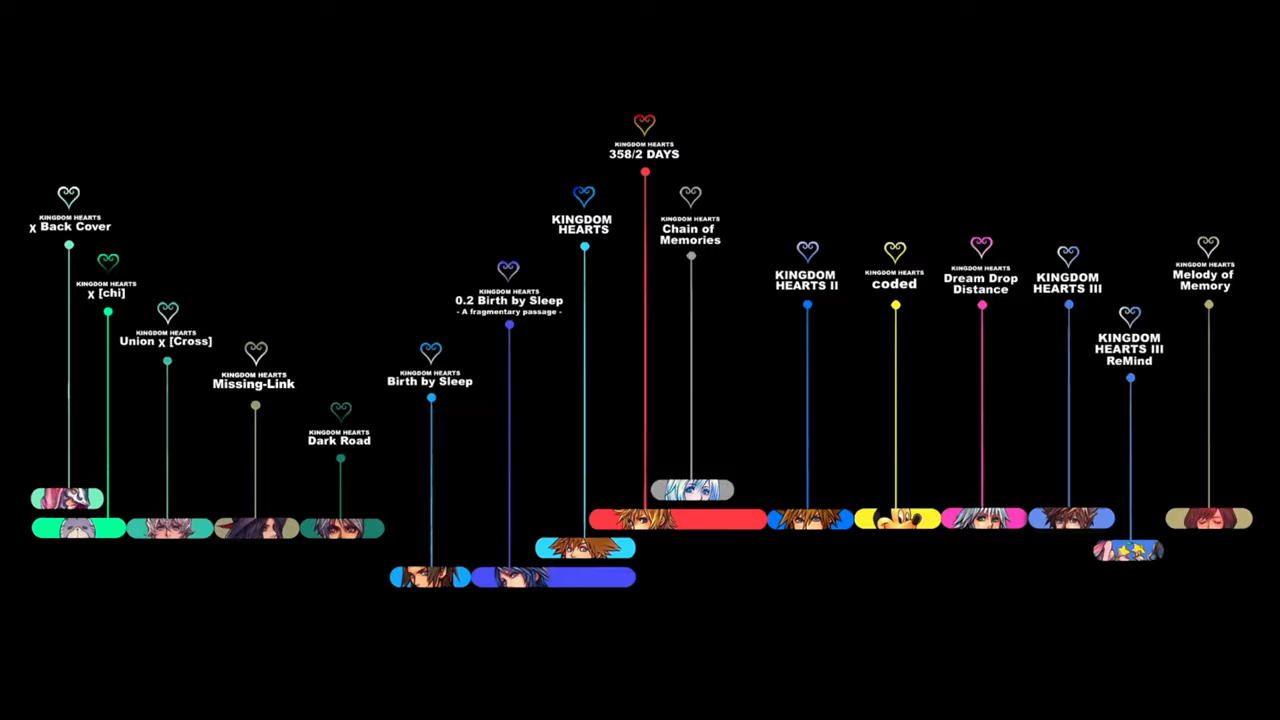 KINGDOM HEARTS
χ Back Cover
KINGDOM HEARTS
χ [chi]
KINGDOM HEARTS
Union χ [Cross]
KINGDOM HEARTS
Missing-Link
KINGDOM HEARTS
Dark Road
KINGDOM HEARTS
Birth by Sleep
KINGDOM HEARTS
0.2 Birth by Sleep
- A fragmentary passage -
KINGDOM
HEARTS
KINGDOM HEARTS
358/2 DAYS
KINGDOM HEARTS
Chain of
Memories
KINGDOM
HEARTS II
KINGDOM HEARTS
coded
KINGDOM HEARTS
Dream Drop
Distance
KINGDOM
HEARTS III
KINGDOM
HEARTS III
ReMind
KINGDOM HEARTS
Melody of
Memory